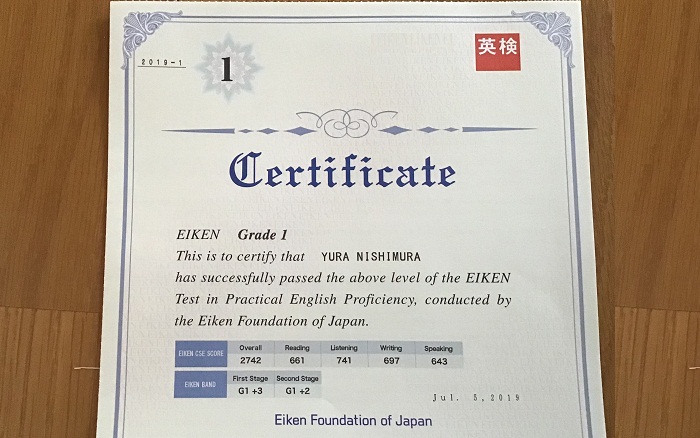 2019-1
1
英検
Certificate
EIKEN Grade 1
This is to certify that YURA NISHIMURA
has successfully passed the above level of the EIKEN
Test in Practical English Proficiency, conducted by
the Eiken Foundation of Japan.
EIKEN CSE SCORE Overall Reading Listening Writing Speaking
2742 661 741 697 643
EIKEN BAND First Stage Second Stage
G1 +3 G1 +2
Jul. 5,2019
Eiken Foundation of Japan